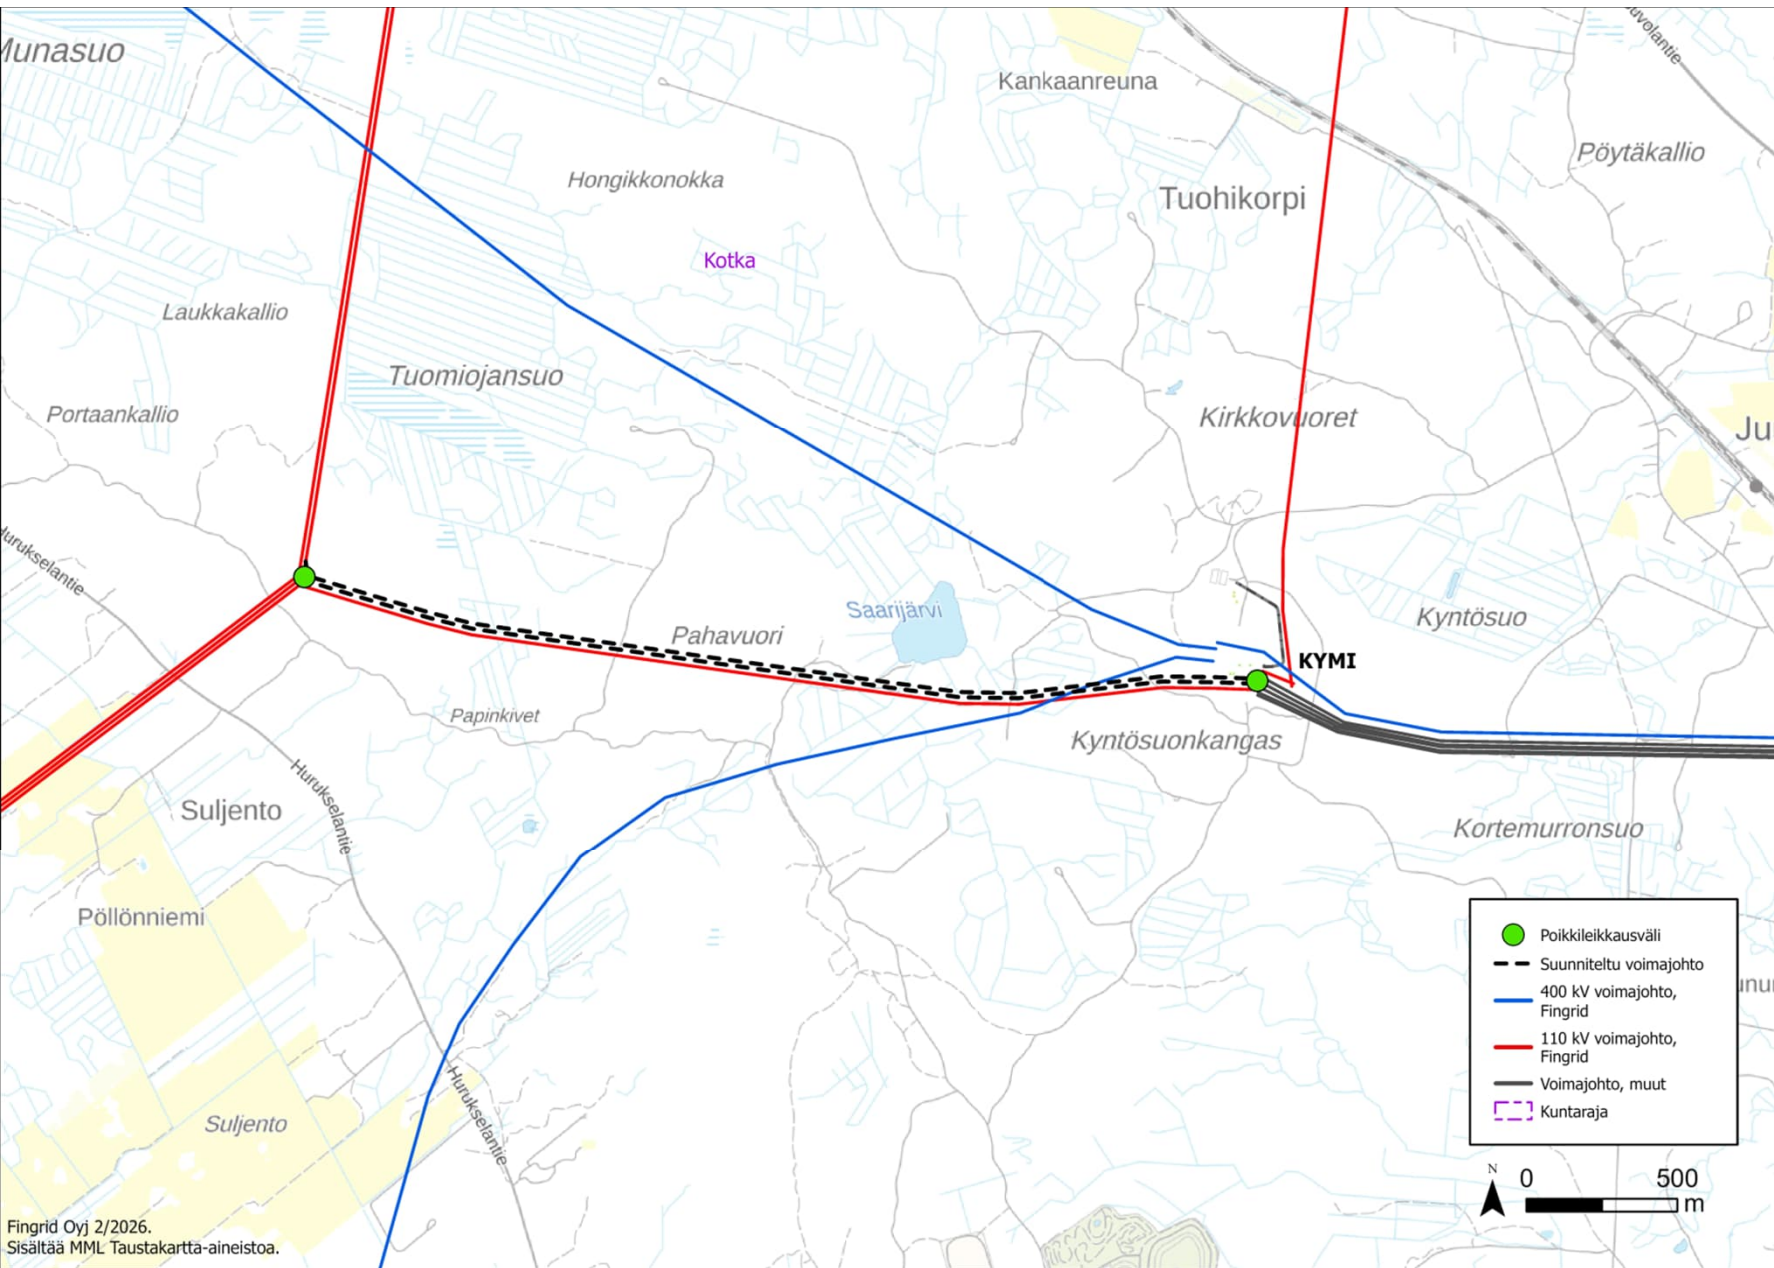 Munasuo
uvolantie
Kankaanreuna
Pöytäkallio
Hongikkonokka
Tuohikorpi
Kotka
Laukkakallio
Tuomiojansuo
Portaankallio
Kirkkovuoret
Ju
Hurukselantie
Saarijärvi
Kyntösuo
Pahavuori
KYMI
Papinkivet
Kyntösuonkangas
Hurukselantie
Suljento
Kortemurronsuo
Pöllönniemi
Poikkileikkausväli
Suunniteltu voimajohto
400 kV voimajohto,
Fingrid
110 kV voimajohto,
Fingrid
Voimajohto, muut
Kuntaraja
Hurukselantie
Suljento
N
0 500
m
Fingrid Oyj 2/2026.
Sisältää MML Taustakartta-aineistoa.